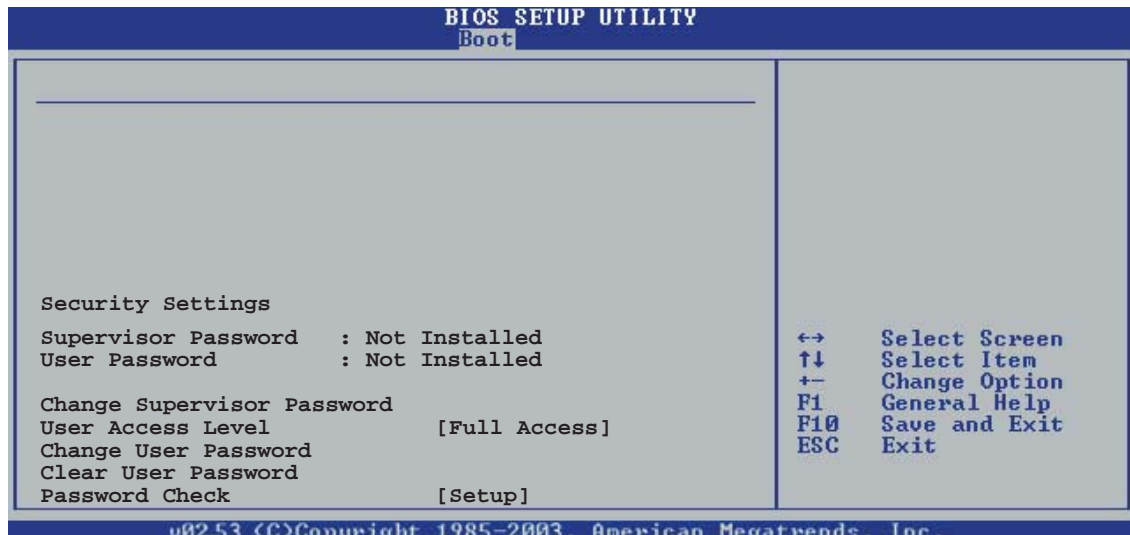 BIOS SETUP UTILITY
Boot
Security Settings
Supervisor Password : Not Installed
User Password : Not Installed
Change Supervisor Password
User Access Level [Full Access]
Change User Password
Clear User Password
Password Check [Setup]
←→ Select Screen
↑↓ Select Item
+- Change Option
F1 General Help
F10 Save and Exit
ESC Exit
v02.53 (C)Copyright 1985-2003, American Megatrends, Inc.